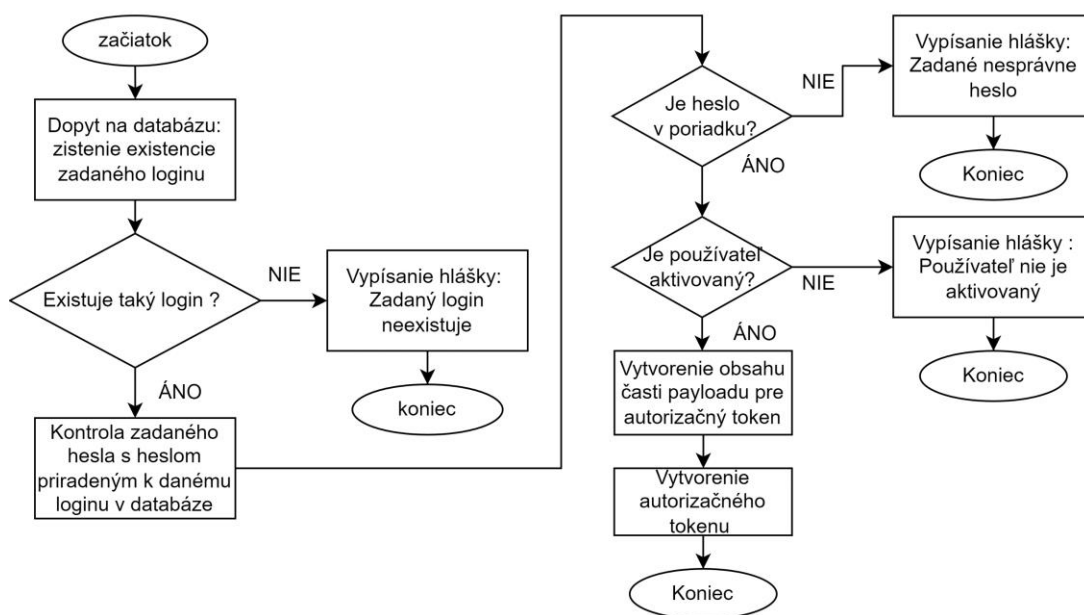 začiatok
Dopyt na databázu:
zistenie existencie
zadaného loginu
Existuje taký login ?
NIE
Vypísanie hlášky:
Zadaný login
neexistuje
koniec
ÁNO
Kontrola zadaného
hesla s heslom
priradeným k danému
loginu v databáze
Je heslo
v poriadku?
NIE
Vypísanie hlášky:
Zadané nesprávne
heslo
Koniec
ÁNO
Je používateľ
aktivovaný?
NIE
Vypísanie hlášky :
Používateľ nie je
aktivovaný
Koniec
ÁNO
Vytvorenie obsahu
časti payloadu pre
autorizačný token
Vytvorenie
autorizačného
tokenu
Koniec